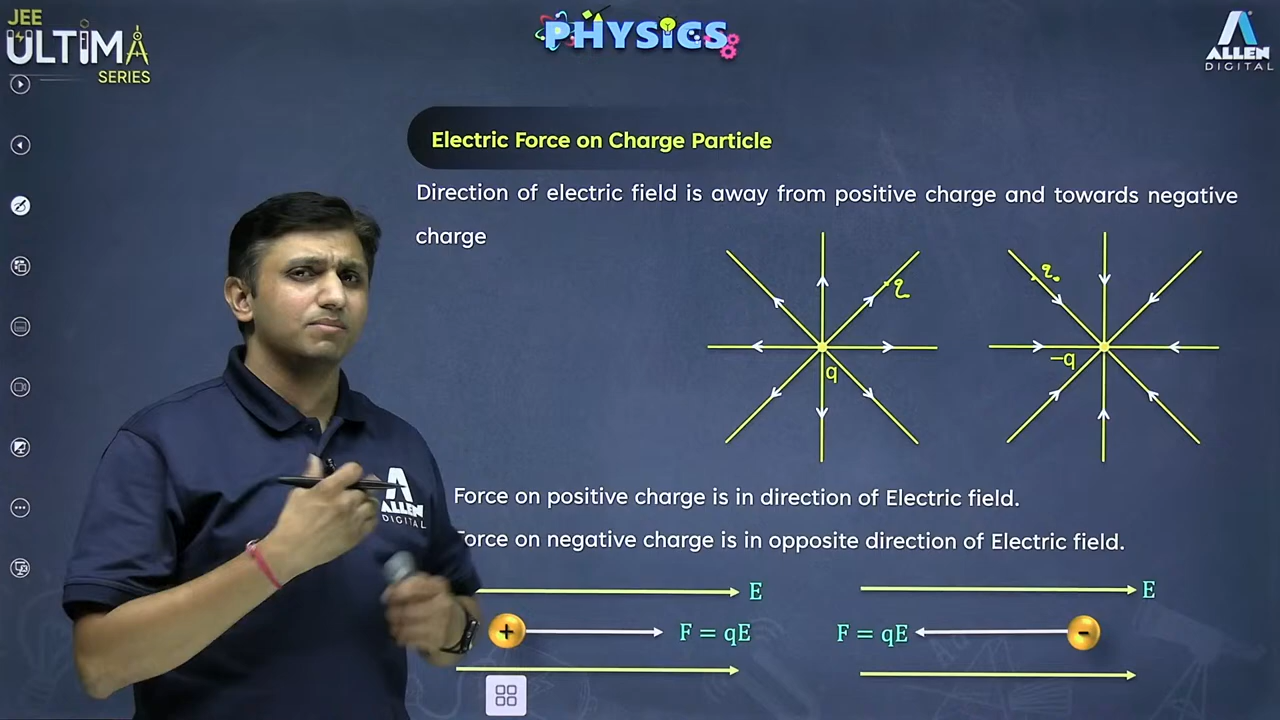 JEE
ULTIMA
SERIES
PHYSICS
ALLEN
DIGITAL
Electric Force on Charge Particle
Direction of electric field is away from positive charge and towards negative
charge
q
q
q₀
-q
ALLEN
DIGITAL
Force on positive charge is in direction of Electric field.
Force on negative charge is in opposite direction of Electric field.
E
+
F = qE
E
F = qE
-